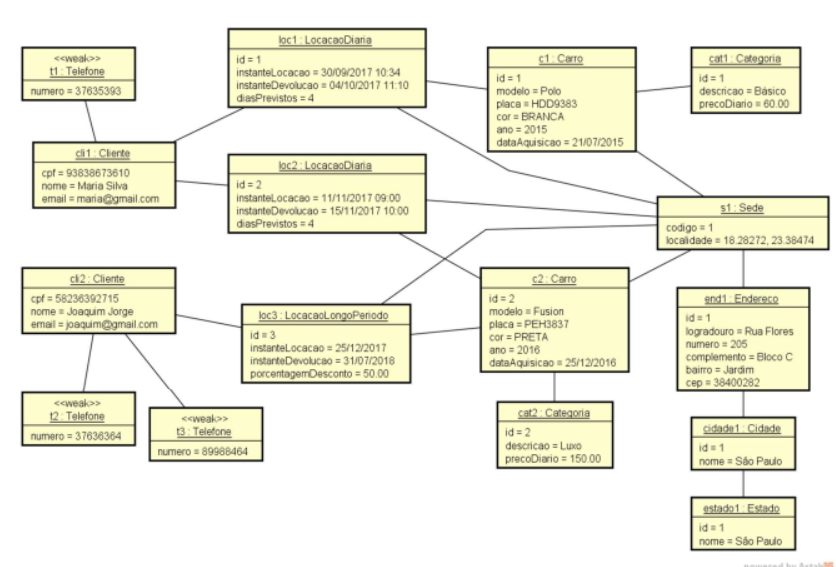 <<weak>>
t1 : Telefone
numero = 37635393
loc1 : LocacaoDiaria
id = 1
instanteLocacao = 30/09/2017 10:34
instanteDevolucao = 04/10/2017 11:10
diasPrevistos = 4
c1 : Carro
id = 1
modelo = Polo
placa = HDD9383
cor = BRANCA
ano = 2015
dataAquisicao = 21/07/2015
cat1 : Categoria
id = 1
descricao = Básico
precoDiario = 60.00
cli1 : Cliente
cpf = 93838673610
nome = Maria Silva
email = maria@gmail.com
loc2 : LocacaoDiaria
id = 2
instanteLocacao = 11/11/2017 09:00
instanteDevolucao = 15/11/2017 10:00
diasPrevistos = 4
s1 : Sede
codigo = 1
localidade = 18.28272, 23.38474
cli2 : Cliente
cpf = 58236392715
nome = Joaquim Jorge
email = joaquim@gmail.com
loc3 : LocacaoLongoPeriodo
id = 3
instanteLocacao = 25/12/2017
instanteDevolucao = 31/07/2018
porcentagemDesconto = 50.00
c2 : Carro
id = 2
modelo = Fusion
placa = PEH3837
cor = PRETA
ano = 2016
dataAquisicao = 25/12/2016
end1 : Endereco
id = 1
logradouro = Rua Flores
numero = 205
complemento = Bloco C
bairro = Jardim
cep = 38400282
<<weak>>
t2 : Telefone
numero = 37636364
<<weak>>
t3 : Telefone
numero = 89988464
cat2 : Categoria
id = 2
descricao = Luxo
precoDiario = 150.00
cidade1 : Cidade
id = 1
nome = São Paulo
estado1 : Estado
id = 1
nome = São Paulo
powered by Astah